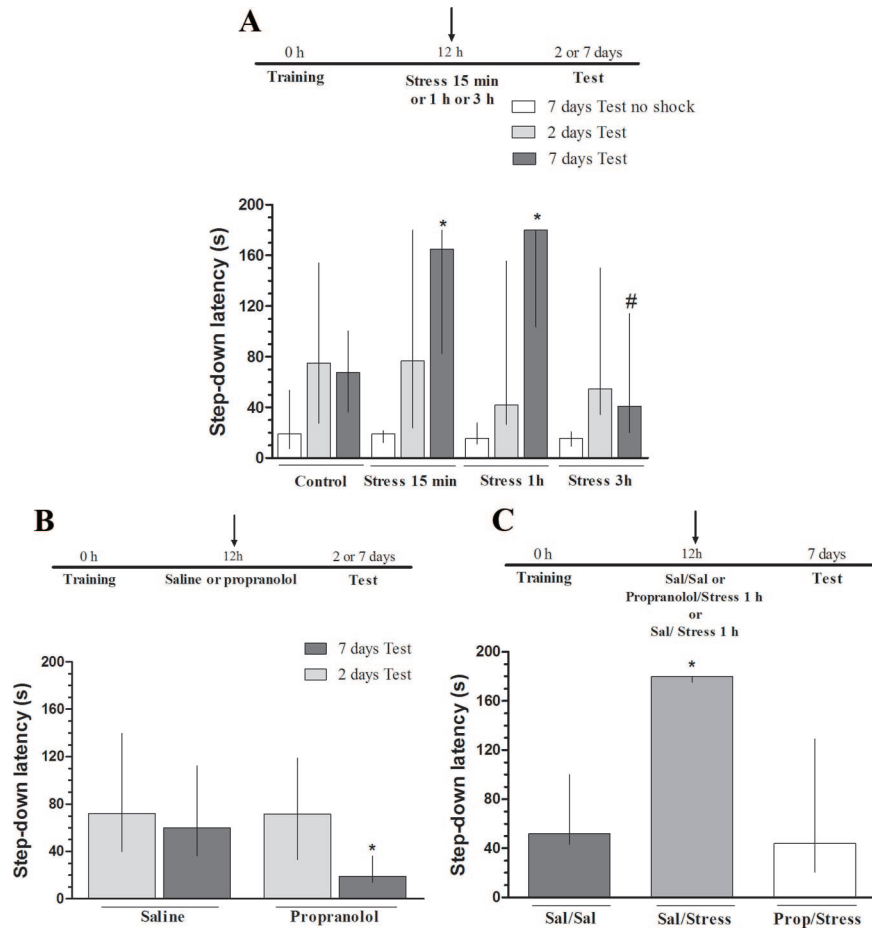 A
0 h
12 h
2 or 7 days
Training
Stress 15 min
or 1 h or 3 h
Test
7 days Test no shock
2 days Test
7 days Test
Step-down latency (s)
200
160
120
80
40
0
*
*
#
Control
Stress 15 min
Stress 1h
Stress 3h
B
0 h
12h
2 or 7 days
Training
Saline or propranolol
Test
7 days Test
2 days Test
Step-down latency (s)
200
160
120
80
40
0
*
Saline
Propranolol
C
0 h
12h
7 days
Training
Sal/Sal or
Propranolol/Stress 1 h
or
Sal/ Stress 1 h
Test
Step-down latency (s)
200
160
120
80
40
0
*
Sal/Sal
Sal/Stress
Prop/Stress